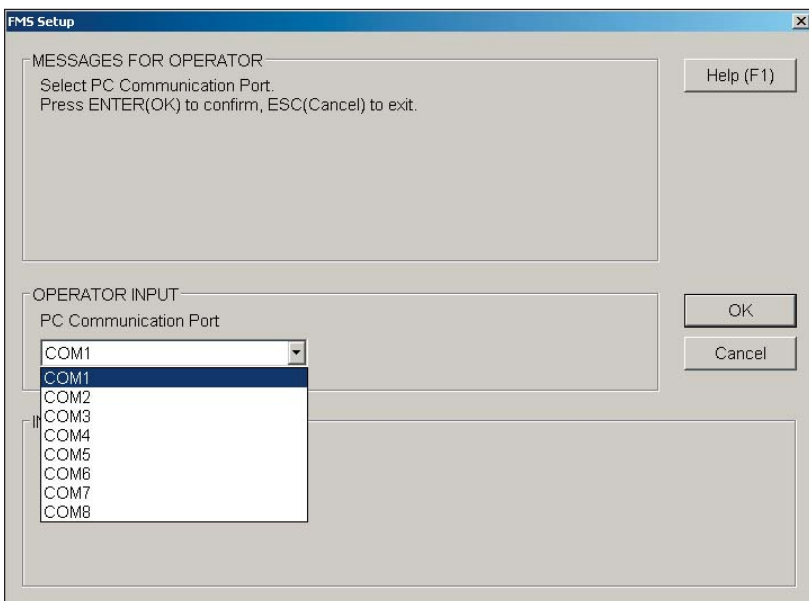 FMS Setup
MESSAGES FOR OPERATOR
Select PC Communication Port.
Press ENTER(OK) to confirm, ESC(Cancel) to exit.
Help (F1)
OPERATOR INPUT
PC Communication Port
COM1
OK
Cancel
COM1
COM2
COM3
COM4
COM5
COM6
COM7
COM8